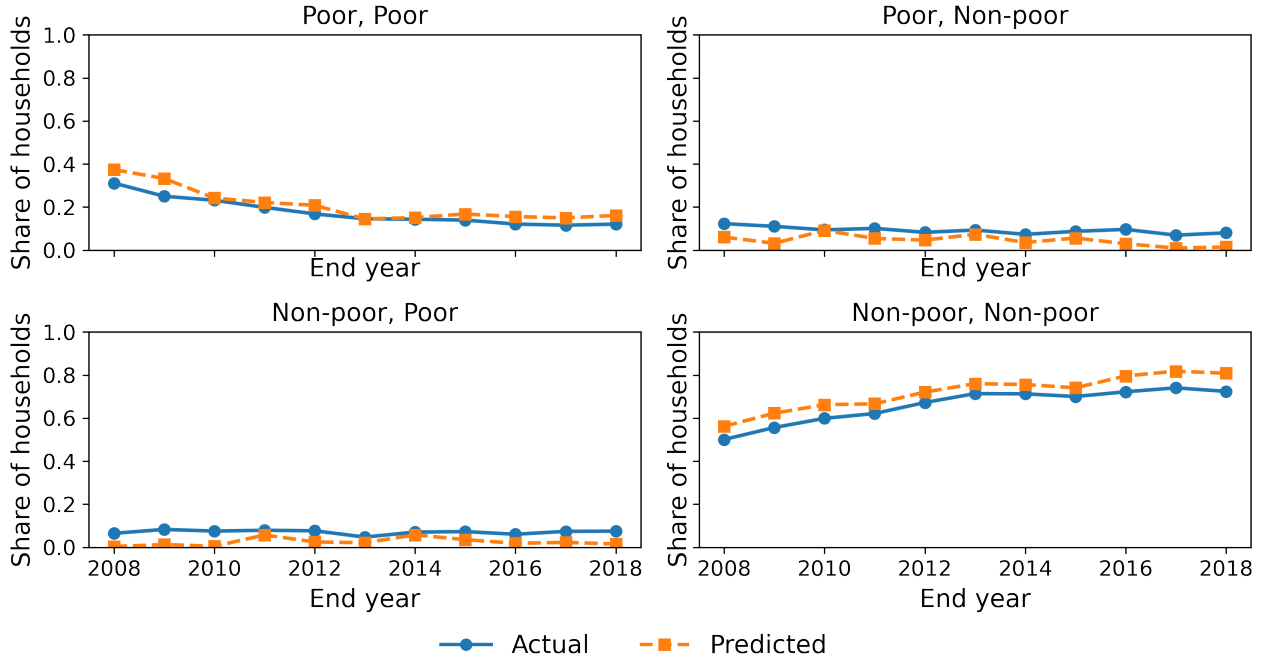 Poor, Poor
Poor, Non-poor
Share of households
1.0
0.8
0.6
0.4
0.2
0.0
End year
Share of households
End year
Non-poor, Poor
Non-poor, Non-poor
Share of households
1.0
0.8
0.6
0.4
0.2
0.0
2008 2010 2012 2014 2016 2018
End year
Share of households
2008 2010 2012 2014 2016 2018
End year
Actual Predicted